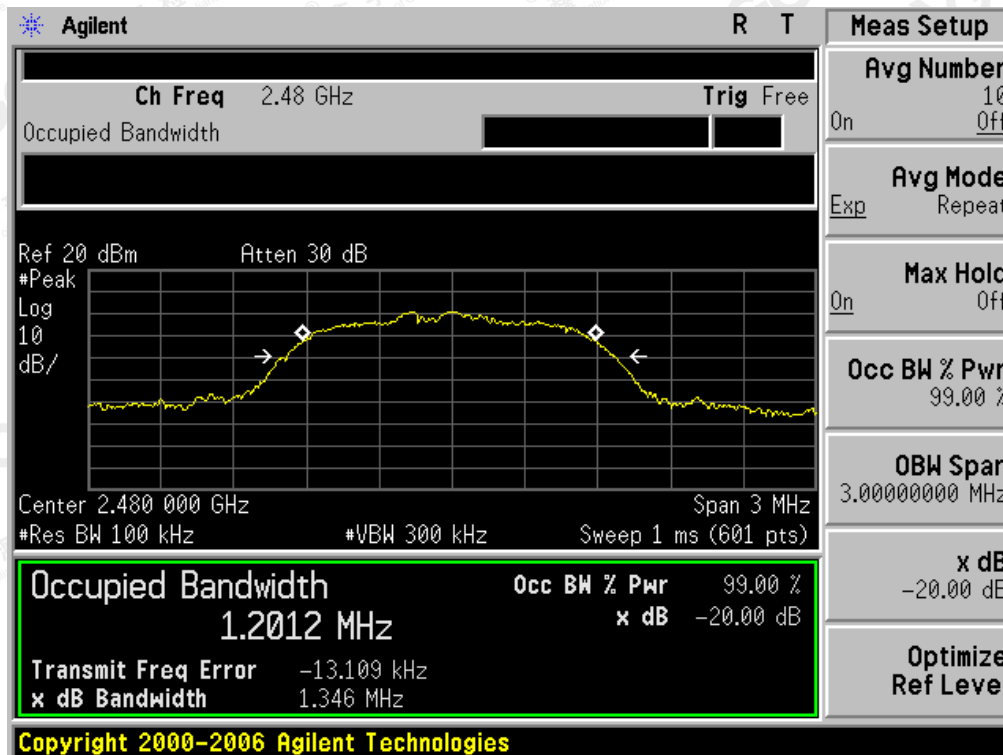 Agilent R T
Ch Freq 2.48 GHz Trig Free
Occupied Bandwidth
Ref 20 dBm Atten 30 dB
#Peak
Log
10
dB/
Center 2.480 000 GHz Span 3 MHz
#Res BW 100 kHz #VBW 300 kHz Sweep 1 ms (601 pts)
Occupied Bandwidth Occ BW % Pwr 99.00 %
1.2012 MHz x dB -20.00 dB
Transmit Freq Error -13.109 kHz
x dB Bandwidth 1.346 MHz
Copyright 2000-2006 Agilent Technologies
Meas Setup
Avg Number
10
On Off
Avg Mode
Exp Repeat
Max Hold
On Off
Occ BW % Pwr
99.00 %
OBW Span
3.00000000 MHz
x dB
-20.00 dB
Optimize
Ref Level